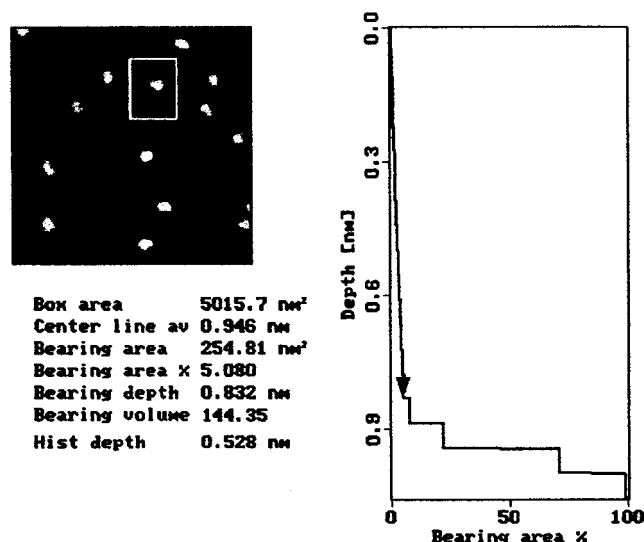 Box area 5015.7 nm²
Center line av 0.946 nm
Bearing area 254.81 nm²
Bearing area % 5.080
Bearing depth 0.832 nm
Bearing volume 144.35
Hist depth 0.528 nm
0.0
0.3
0.6
0.9
Depth [nm]
0 50 100
Bearing area %